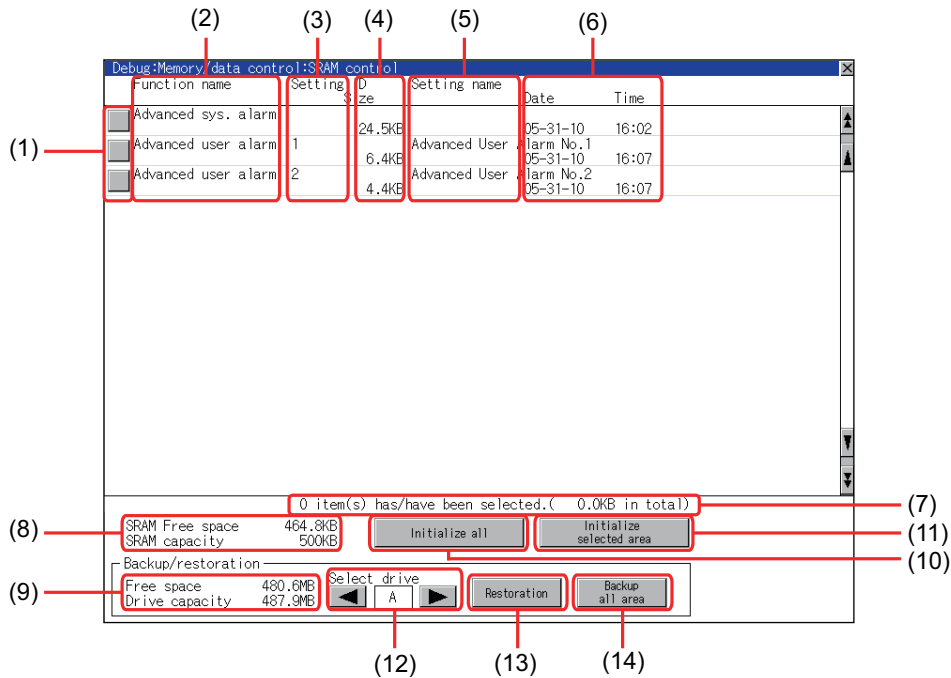 (2) (3) (4) (5) (6)
Debug:Memory/data control:SRAM control
Function name Setting D Setting name
S ze Date Time
Advanced sys. alarm
24.5KB 05-31-10 16:02
(1)
Advanced user alarm 1 Advanced User Alarm No.1
6.4KB 05-31-10 16:07
Advanced user alarm 2 Advanced User Alarm No.2
4.4KB 05-31-10 16:07
0 item(s) has/have been selected.( 0.0KB in total)
(7)
(8)
SRAM Free space 464.8KB
SRAM capacity 500KB
Initialize all
Initialize
selected area
(11)
(10)
Backup/restoration
(9)
Free space 480.6MB
Drive capacity 487.9MB
Select drive
A
Restoration
Backup
all area
(12) (13) (14)